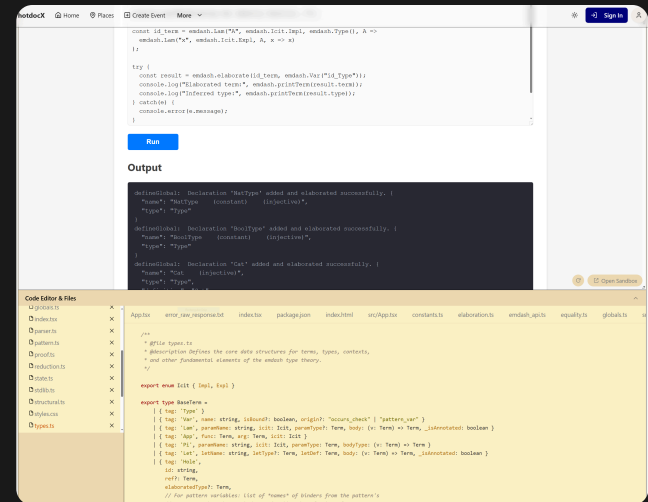 hotdocX Home Places Create Event More Sign In
const id_term = emdash.Lam("A", emdash.Icit.Impl, emdash.Type(), A =>
emdash.Lam("x", emdash.Icit.Expl, A, x => x)
);
try {
const result = emdash.elaborate(id_term, emdash.Var("id_Type"));
console.log("Elaborated term:", emdash.printTerm(result.term));
console.log("Inferred type:", emdash.printTerm(result.type));
} catch(e) {
console.error(e.message);
}
Run
Output
defineGlobal: Declaration 'NatType' added and elaborated successfully. {
"name": "NatType (constant) (injective)",
"type": "Type"
}
defineGlobal: Declaration 'BoolType' added and elaborated successfully. {
"name": "BoolType (constant) (injective)",
"type": "Type"
}
defineGlobal: Declaration 'Cat' added and elaborated successfully. {
"name": "Cat (injective)",
"type": "Type",
Open Sandbox
Code Editor & Files
globals.ts
index.tsx
parser.ts
pattern.ts
proof.ts
reduction.ts
state.ts
stdlib.ts
structural.ts
styles.css
types.ts
App.tsx error_raw_response.txt index.tsx package.json index.html src/App.tsx constants.ts elaboration.ts emdash_api.ts equality.ts globals.ts
/**
* @file types.ts
* @description Defines the core data structures for terms, types, contexts,
* and other fundamental elements of the emdash type theory.
*/
export enum Icit { Impl, Expl }
export type BaseTerm =
| { tag: 'Type' }
| { tag: 'Var', name: string, isBound?: boolean, origin?: "occurs_check" | "pattern_var" }
| { tag: 'Lam', paramName: string, icit: Icit, paramType?: Term, body: (v: Term) => Term, _isAnnotated: boolean }
| { tag: 'App', func: Term, arg: Term, icit: Icit }
| { tag: 'Pi', paramName: string, icit: Icit, paramType: Term, bodyType: (v: Term) => Term }
| { tag: 'Let', letName: string, letType?: Term, letDef: Term, body: (v: Term) => Term, _isAnnotated: boolean }
| { tag: 'Hole',
id: string,
ref?: Term,
elaboratedType?: Term,
// For pattern variables: list of *names* of binders from the pattern's